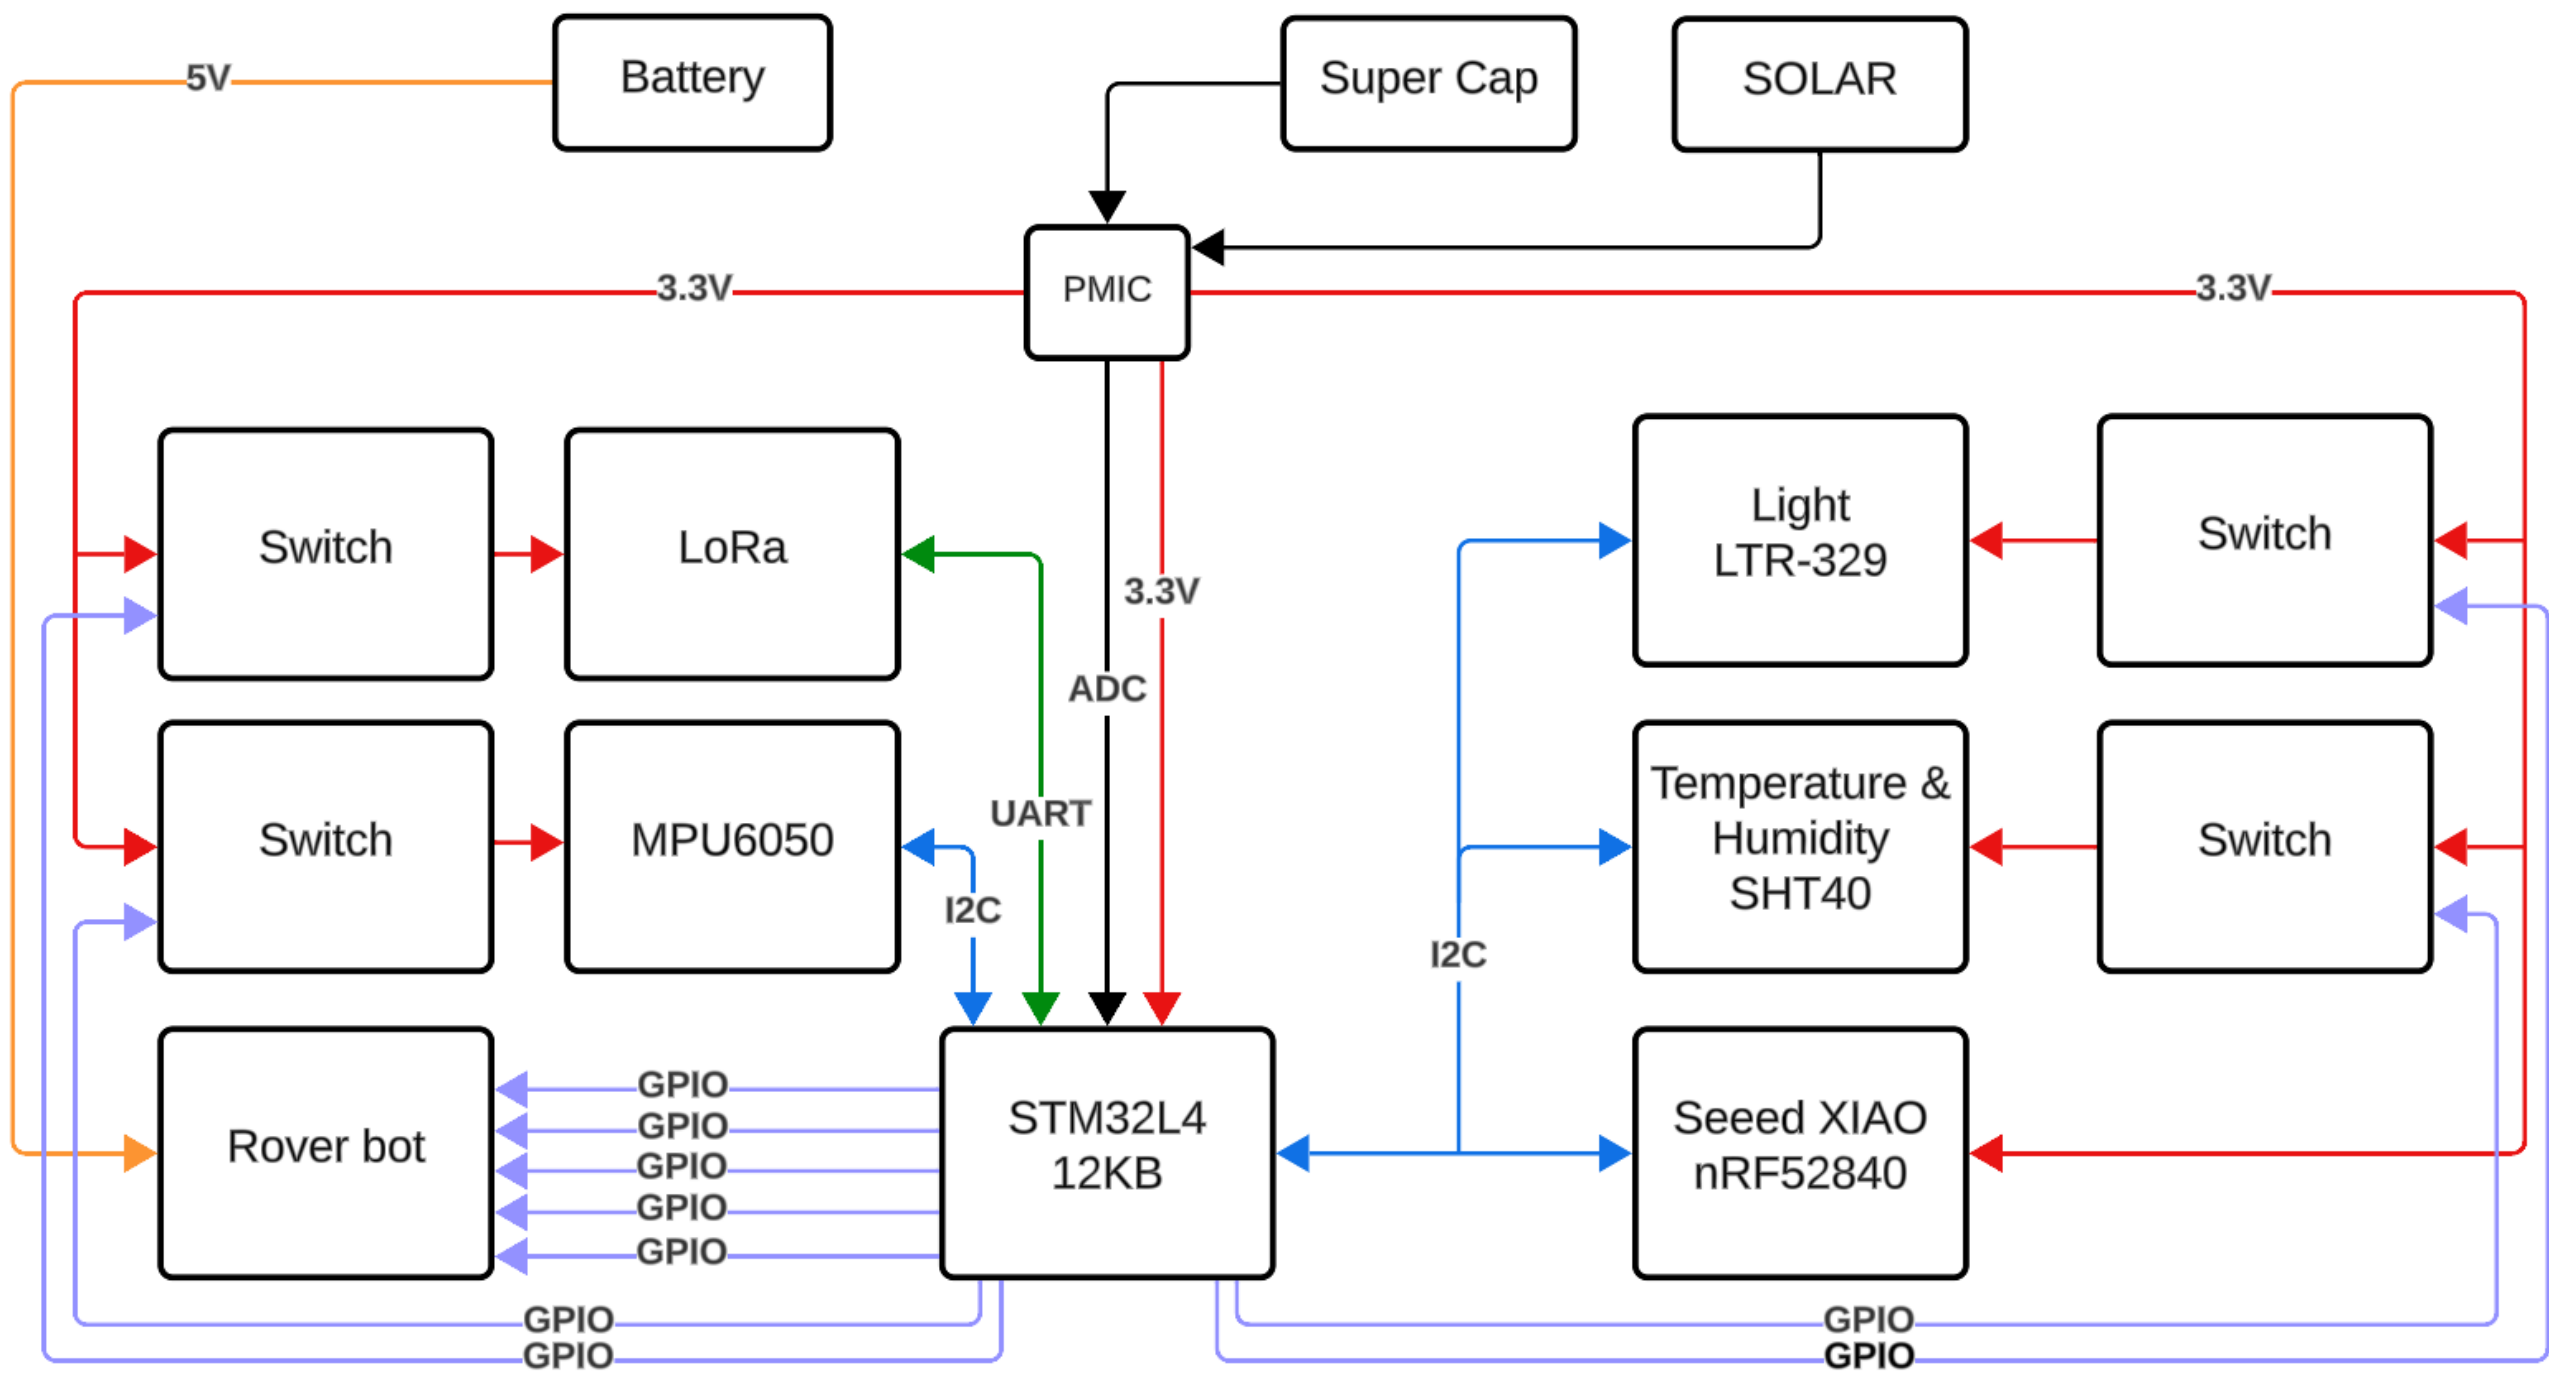 Battery
Super Cap
SOLAR
5V
PMIC
3.3V
3.3V
Switch
LoRa
3.3V
Light
LTR-329
Switch
ADC
UART
Switch
MPU6050
I2C
Temperature &
Humidity
SHT40
Switch
I2C
Rover bot
GPIO
GPIO
GPIO
GPIO
GPIO
STM32L4
12KB
Seeed XIAO
nRF52840
GPIO
GPIO
GPIO
GPIO